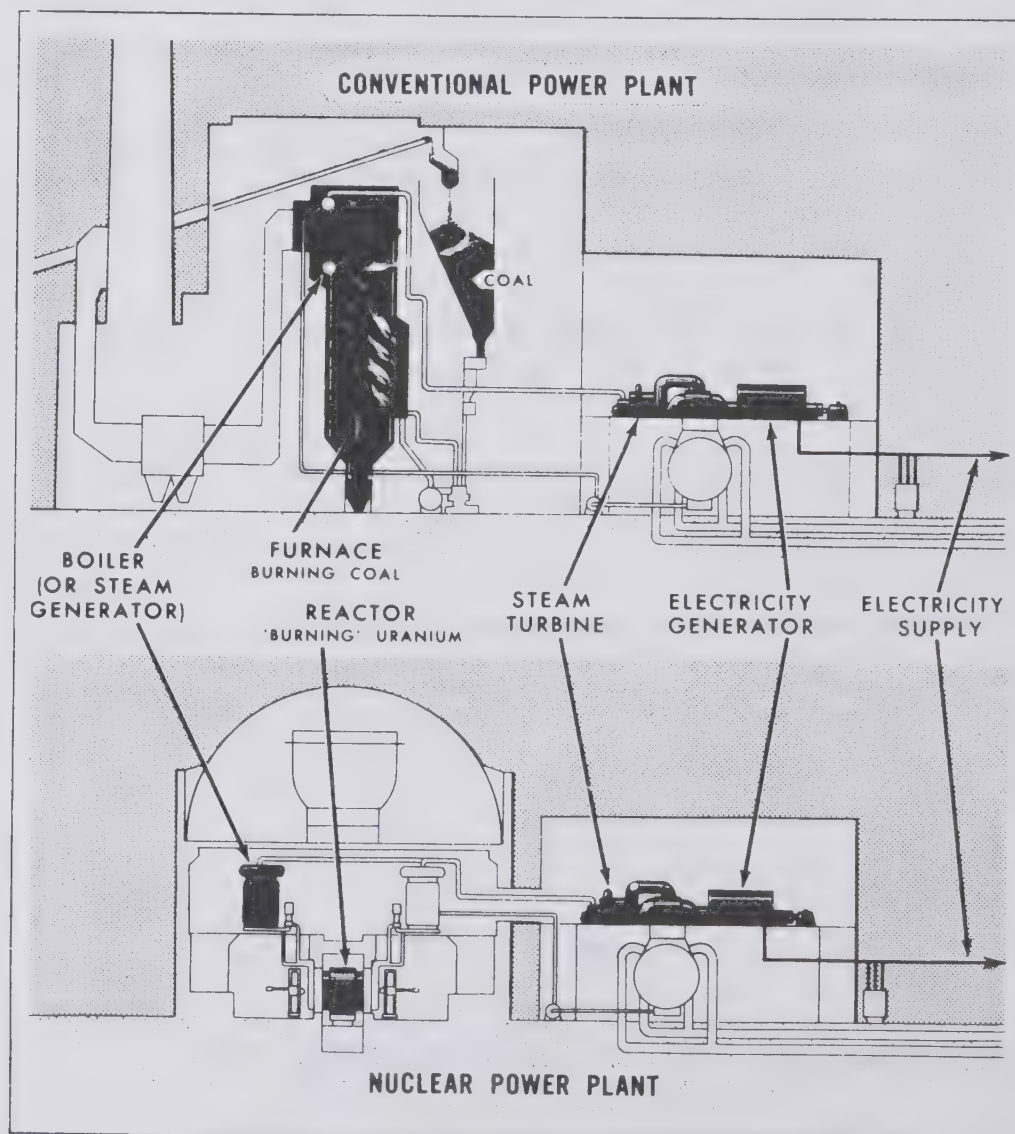 CONVENTIONAL POWER PLANT
COAL
BOILER
(OR STEAM
GENERATOR)
FURNACE
BURNING COAL
REACTOR
'BURNING' URANIUM
STEAM
TURBINE
ELECTRICITY
GENERATOR
ELECTRICITY
SUPPLY
NUCLEAR POWER PLANT